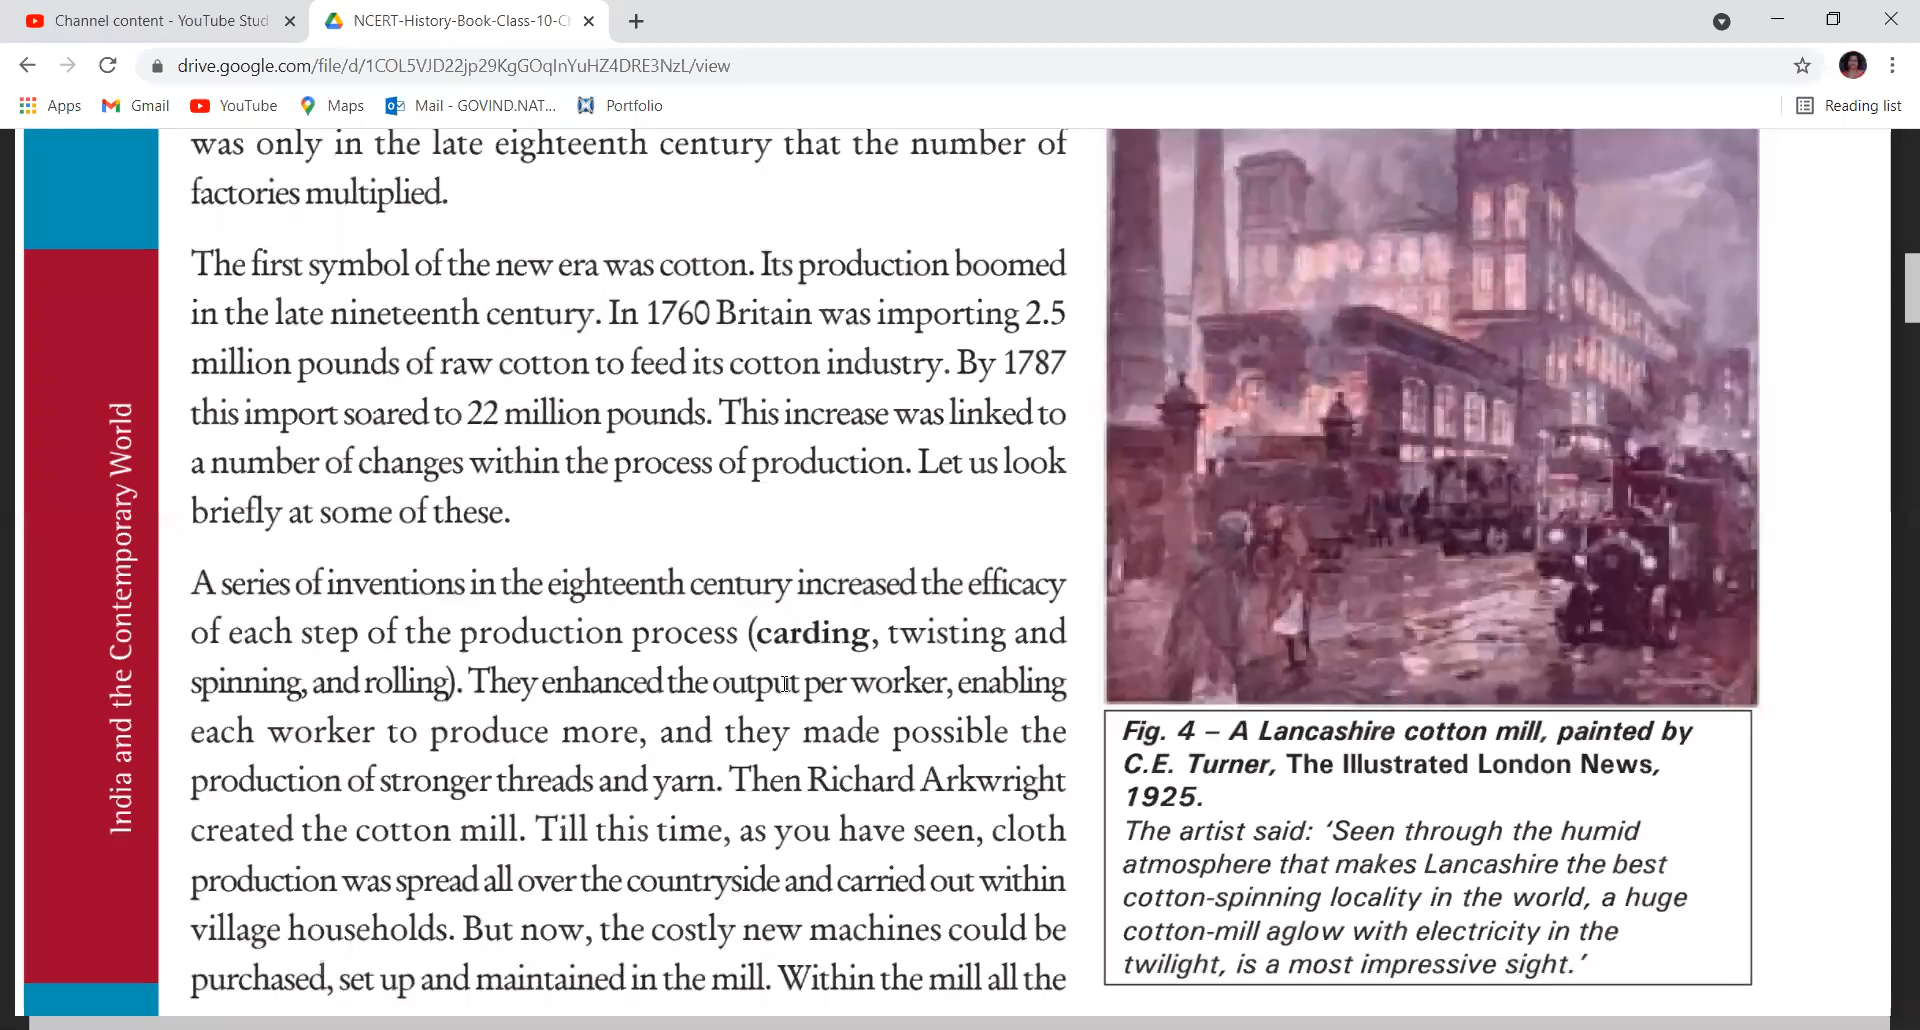 Channel content - YouTube Stud
NCERT-History-Book-Class-10-C
drive.google.com/file/d/1COL5VJD22jp29KgGOqInYuHZ4DRE3NzL/view
Apps
Gmail
YouTube
Maps
Mail - GOVIND.NAT...
Portfolio
Reading list
was only in the late eighteenth century that the number of
factories multiplied.
The first symbol of the new era was cotton. Its production boomed
in the late nineteenth century. In 1760 Britain was importing 2.5
million pounds of raw cotton to feed its cotton industry. By 1787
this import soared to 22 million pounds. This increase was linked to
a number of changes within the process of production. Let us look
briefly at some of these.
A series of inventions in the eighteenth century increased the efficacy
of each step of the production process (carding, twisting and
spinning, and rolling). They enhanced the output per worker, enabling
each worker to produce more, and they made possible the
production of stronger threads and yarn. Then Richard Arkwright
created the cotton mill. Till this time, as you have seen, cloth
production was spread all over the countryside and carried out within
village households. But now, the costly new machines could be
purchased, set up and maintained in the mill. Within the mill all the
India and the Contemporary World
Fig. 4 – A Lancashire cotton mill, painted by
C.E. Turner, The Illustrated London News,
1925.
The artist said: ‘Seen through the humid
atmosphere that makes Lancashire the best
cotton-spinning locality in the world, a huge
cotton-mill aglow with electricity in the
twilight, is a most impressive sight.’